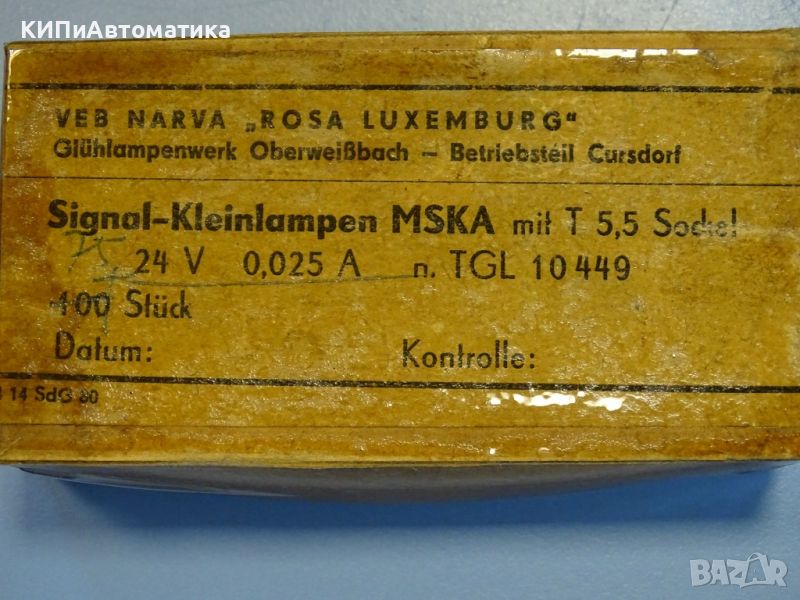 КИПиАвтоматика
VEB NARVA „ROSA LUXEMBURG"
Glühlampenwerk Oberweißbach – Betriebsteil Cursdorf
Signal-Kleinlampen MSKA mit T 5,5 Sockel
24 V 0,025 A n. TGL 10 449
100 Stück
Datum: Kontrolle:
14 SdG 80
BAZAR